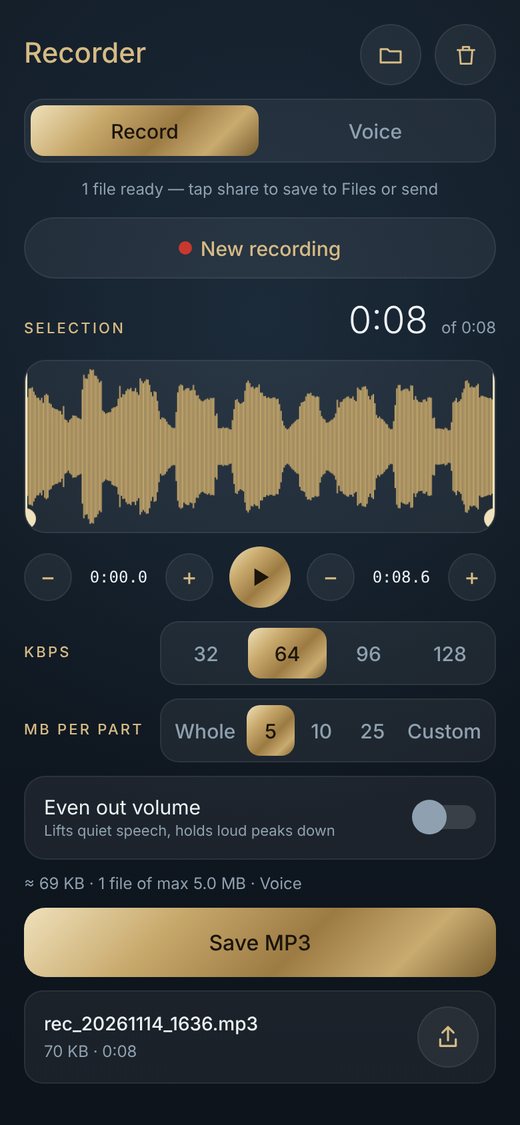 Recorder
Record
Voice
1 file ready — tap share to save to Files or send
New recording
SELECTION
0:08 of 0:08
− 0:00.0 + − 0:08.6 +
KBPS
32 64 96 128
MB PER PART
Whole 5 10 25 Custom
Even out volume
Lifts quiet speech, holds loud peaks down
≈ 69 KB · 1 file of max 5.0 MB · Voice
Save MP3
rec_20261114_1636.mp3
70 KB · 0:08